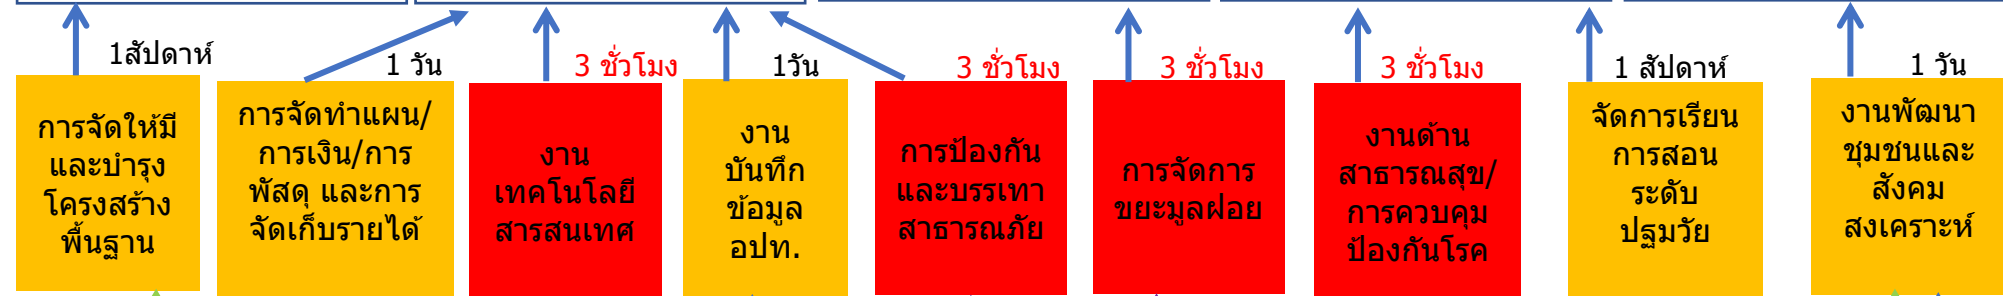 1สัปดาห์
การจัดให้มี
และบำรุง
โครงสร้าง
พื้นฐาน
1 วัน
การจัดทำแผน/
การเงิน/การ
พัสดุ และการ
จัดเก็บรายได้
3 ชั่วโมง
งาน
เทคโนโลยี
สารสนเทศ
1วัน
งาน
บันทึก
ข้อมูล
อปท.
3 ชั่วโมง
การป้องกัน
และบรรเทา
สาธารณภัย
3 ชั่วโมง
การจัดการ
ขยะมูลฝอย
3 ชั่วโมง
งานด้าน
สาธารณสุข/
การควบคุม
ป้องกันโรค
1 สัปดาห์
จัดการเรียน
การสอน
ระดับ
ปฐมวัย
1 วัน
งานพัฒนา
ชุมชนและ
สังคม
สงเคราะห์